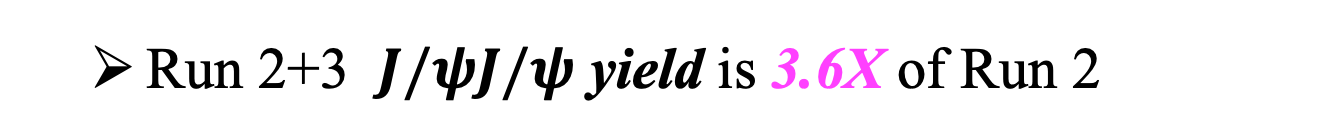 ➢ Run 2+3 J/ψJ/ψ yield is 3.6X of Run 2